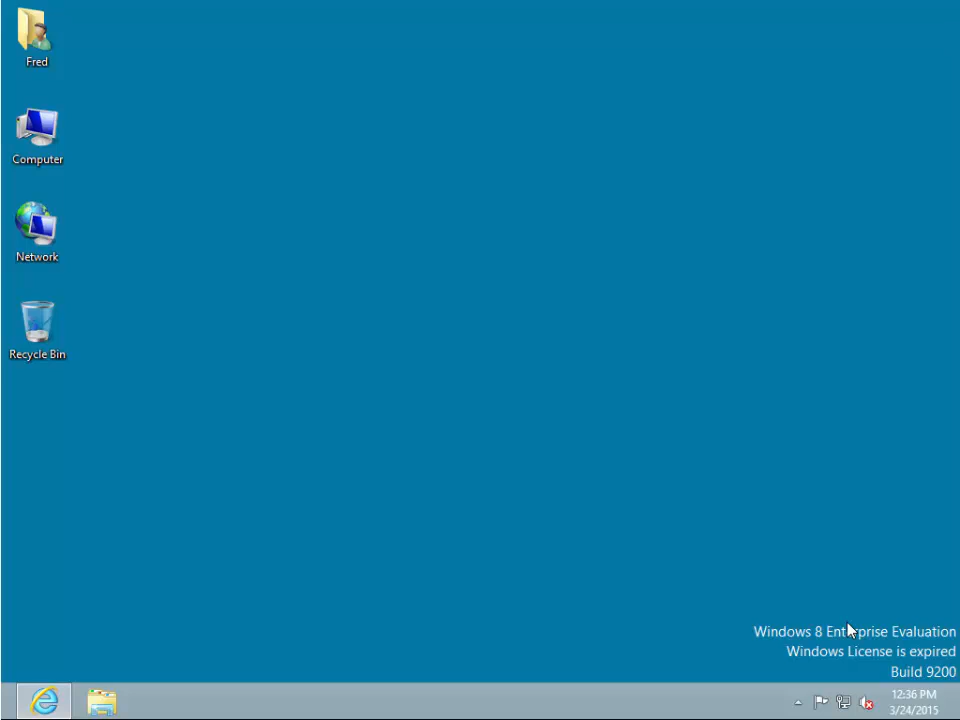 Fred
Computer
Network
Recycle Bin
Windows 8 Enterprise Evaluation
Windows License is expired
Build 9200
12:36 PM
3/24/2015